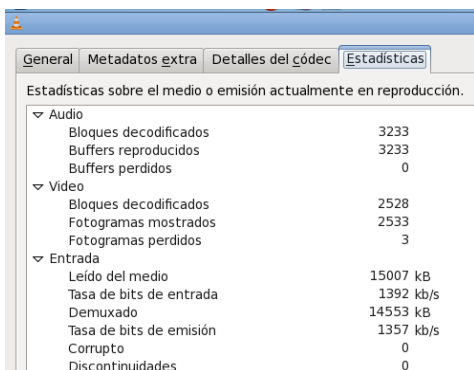 General Metadatos extra Detalles del códec Estadísticas
Estadísticas sobre el medio o emisión actualmente en reproducción.
Audio
Bloques decodificados 3233
Buffers reproducidos 3233
Buffers perdidos 0
Video
Bloques decodificados 2528
Fotogramas mostrados 2533
Fotogramas perdidos 3
Entrada
Leído del medio 15007 kB
Tasa de bits de entrada 1392 kb/s
Demuxado 14553 kB
Tasa de bits de emisión 1357 kb/s
Corrupto 0
Discontinuidades 0